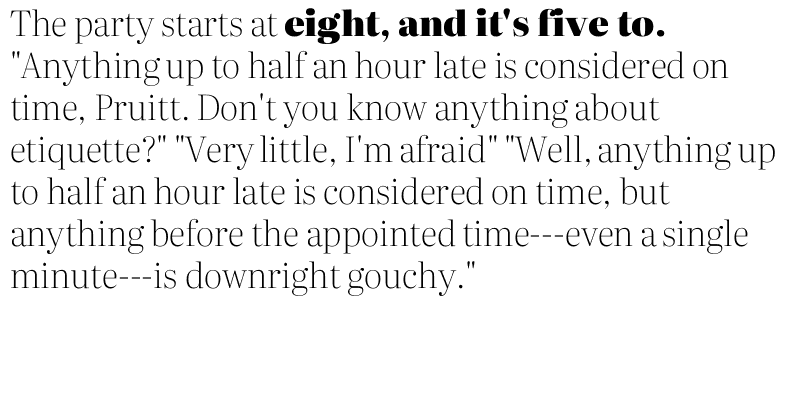 The party starts at eight, and it's five to.
"Anything up to half an hour late is considered on
time, Pruitt. Don't you know anything about
etiquette?" "Very little, I'm afraid" "Well, anything up
to half an hour late is considered on time, but
anything before the appointed time---even a single
minute---is downright gouchy."